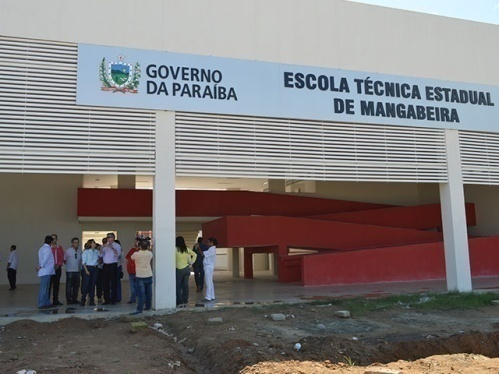 GOVERNO
DA PARAÍBA
ESCOLA TÉCNICA ESTADUAL
DE MANGABEIRA